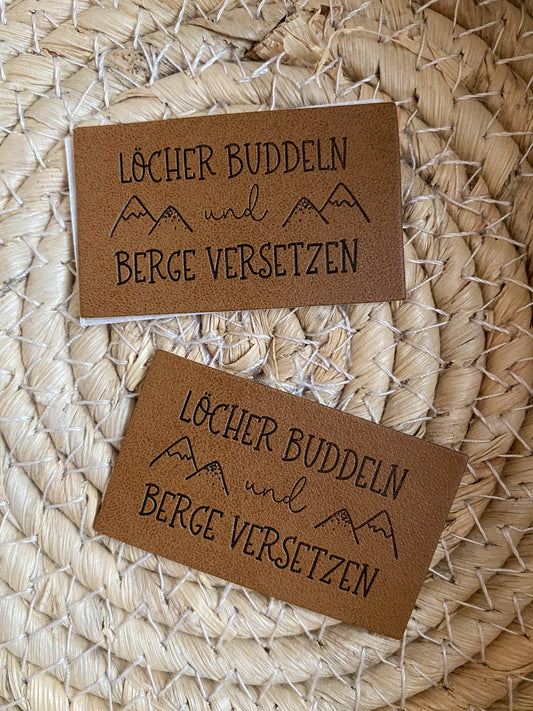 LÖCHER BUDDELN
und
BERGE VERSETZEN
LÖCHER BUDDELN
und
BERGE VERSETZEN